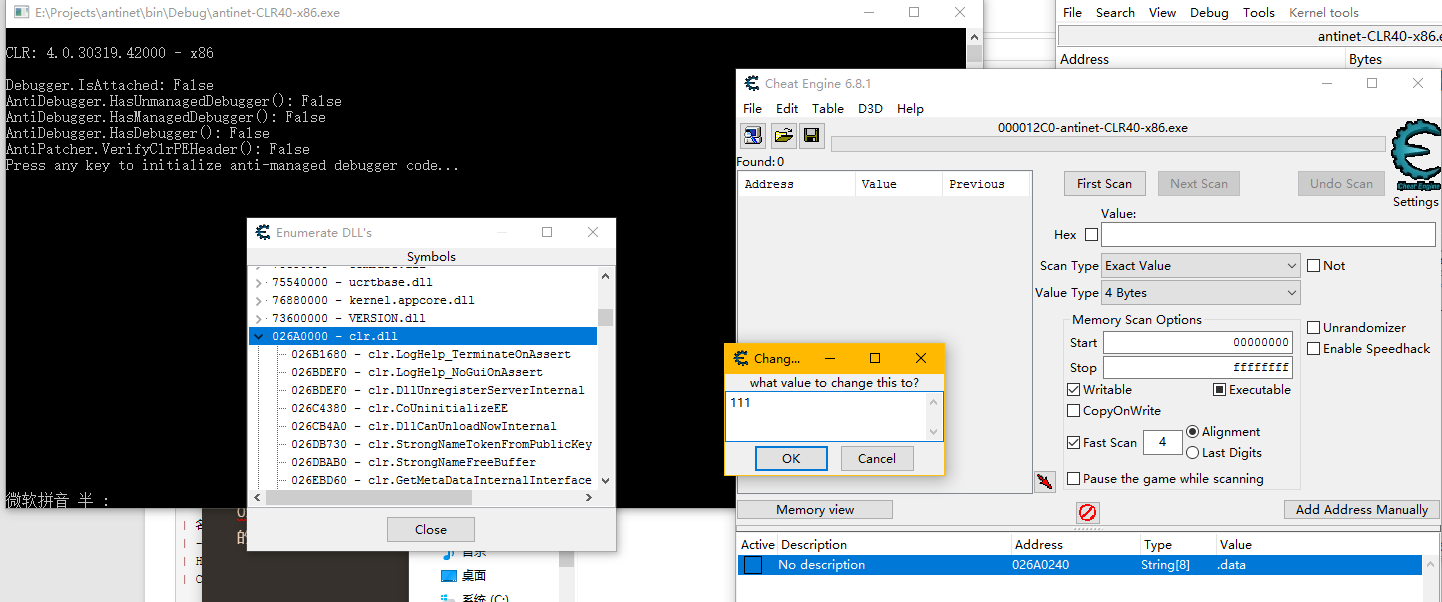 E:\Projects\antinet\bin\Debug\antinet-CLR40-x86.exe
CLR: 4.0.30319.42000 - x86
Debugger.IsAttached: False
AntiDebugger.HasUnmanagedDebugger(): False
AntiDebugger.HasManagedDebugger(): False
AntiDebugger.HasDebugger(): False
AntiPatcher.VerifyClrPEHeader(): False
Press any key to initialize anti-managed debugger code...
微软拼音 半 :
File Search View Debug Tools Kernel tools
antinet-CLR40-x86.e
Address Bytes
Enumerate DLL's
Symbols
75540000 - ucrtbase.dll
76880000 - kernel.appcore.dll
73600000 - VERSION.dll
026A0000 - clr.dll
026B1680 - clr.LogHelp_TerminateOnAssert
026BDEF0 - clr.LogHelp_NoGuiOnAssert
026BDEF0 - clr.DllUnregisterServerInternal
026C4380 - clr.CoUninitializeEE
026CB4A0 - clr.DllCanUnloadNowInternal
026DB730 - clr.StrongNameTokenFromPublicKey
026DBAB0 - clr.StrongNameFreeBuffer
026EBD60 - clr.GetMetaDataInternalInterface
Close
Cheat Engine 6.8.1
File Edit Table D3D Help
000012C0-antinet-CLR40-x86.exe
Found: 0
Address Value Previous
First Scan Next Scan Undo Scan
Cheat Engine
Settings
Value:
Hex
Scan Type Exact Value Not
Value Type 4 Bytes
Memory Scan Options
Start 00000000
Stop ffffffff
Unrandomizer
Enable Speedhack
Writable Executable
CopyOnWrite
Fast Scan 4 Alignment
Last Digits
Pause the game while scanning
Memory view
Add Address Manually
Active Description Address Type Value
No description 026A0240 String[8] .data
Chang...
what value to change this to?
111
OK Cancel
音乐
桌面
系统 (C:)